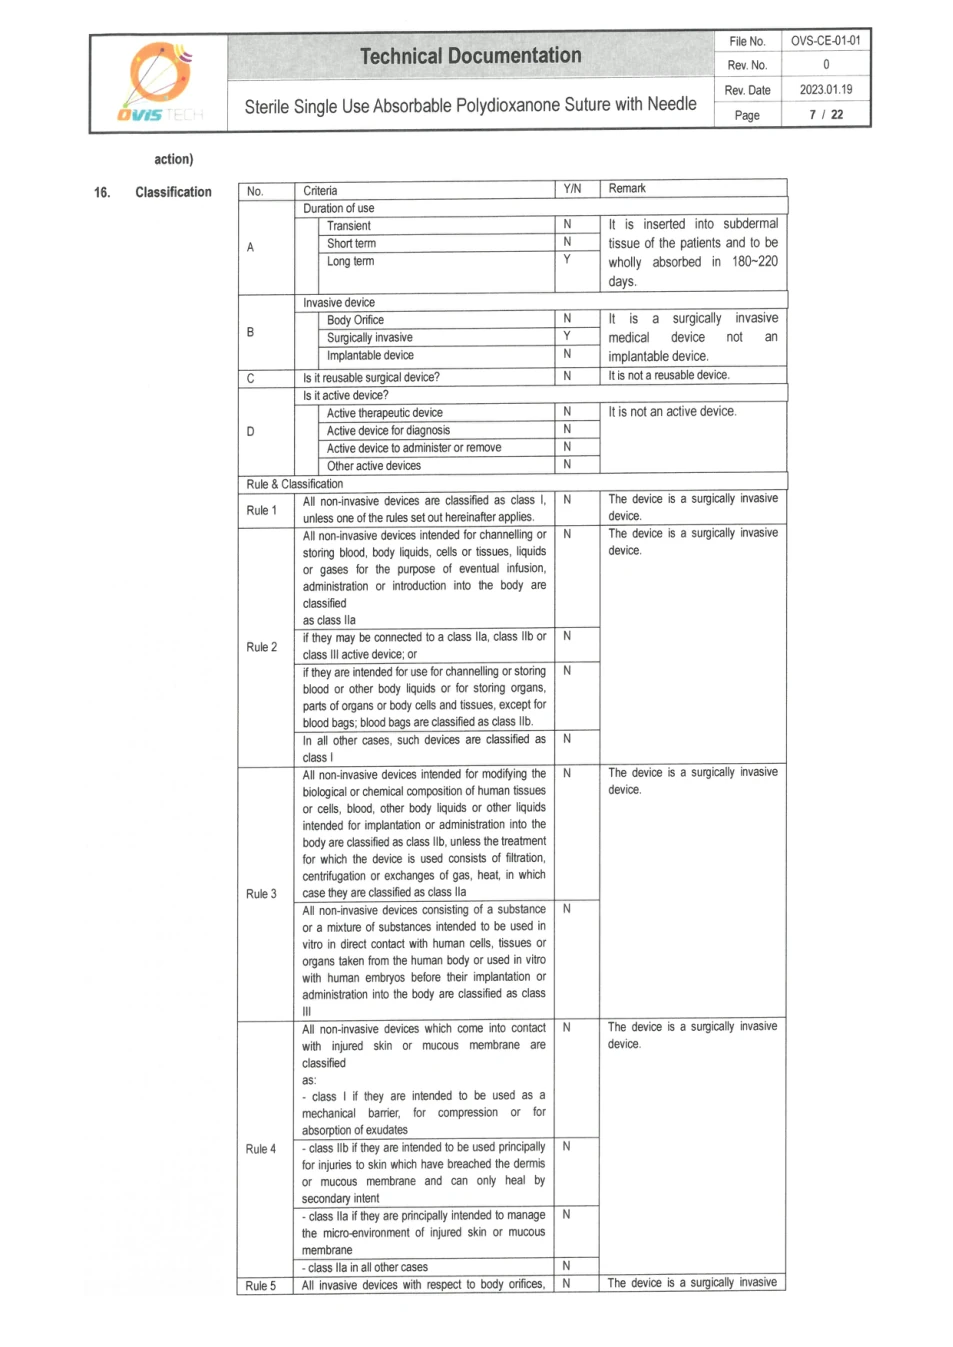 OVIS TECH
Technical Documentation
Sterile Single Use Absorbable Polydioxanone Suture with Needle
File No. OVS-CE-01-01
Rev. No. 0
Rev. Date 2023.01.19
Page 7 / 22
action)
16. Classification
No. Criteria Y/N Remark
A
Duration of use
Transient N
Short term N
Long term Y
It is inserted into subdermal
tissue of the patients and to be
wholly absorbed in 180~220
days.
B
Invasive device
Body Orifice N
Surgically invasive Y
Implantable device N
It is a surgically invasive
medical device not an
implantable device.
C Is it reusable surgical device? N It is not a reusable device.
D
Is it active device?
Active therapeutic device N
Active device for diagnosis N
Active device to administer or remove N
Other active devices N
It is not an active device.
Rule & Classification
Rule 1
All non-invasive devices are classified as class I, N
unless one of the rules set out hereinafter applies.
The device is a surgically invasive
device.
Rule 2
All non-invasive devices intended for channelling or N
storing blood, body liquids, cells or tissues, liquids
or gases for the purpose of eventual infusion,
administration or introduction into the body are
classified
as class IIa
if they may be connected to a class IIa, class IIb or N
class III active device; or
if they are intended for use for channelling or storing N
blood or other body liquids or for storing organs,
parts of organs or body cells and tissues, except for
blood bags; blood bags are classified as class IIb.
In all other cases, such devices are classified as N
class I
The device is a surgically invasive
device.
Rule 3
All non-invasive devices intended for modifying the N
biological or chemical composition of human tissues
or cells, blood, other body liquids or other liquids
intended for implantation or administration into the
body are classified as class IIb, unless the treatment
for which the device is used consists of filtration,
centrifugation or exchanges of gas, heat, in which
case they are classified as class IIa
All non-invasive devices consisting of a substance N
or a mixture of substances intended to be used in
vitro in direct contact with human cells, tissues or
organs taken from the human body or used in vitro
with human embryos before their implantation or
administration into the body are classified as class
III
The device is a surgically invasive
device.
Rule 4
All non-invasive devices which come into contact N
with injured skin or mucous membrane are
classified
as:
- class I if they are intended to be used as a
mechanical barrier, for compression or for
absorption of exudates
- class IIb if they are intended to be used principally N
for injuries to skin which have breached the dermis
or mucous membrane and can only heal by
secondary intent
- class IIa if they are principally intended to manage N
the micro-environment of injured skin or mucous
membrane
- class IIa in all other cases N
The device is a surgically invasive
device.
Rule 5 All invasive devices with respect to body orifices, N The device is a surgically invasive